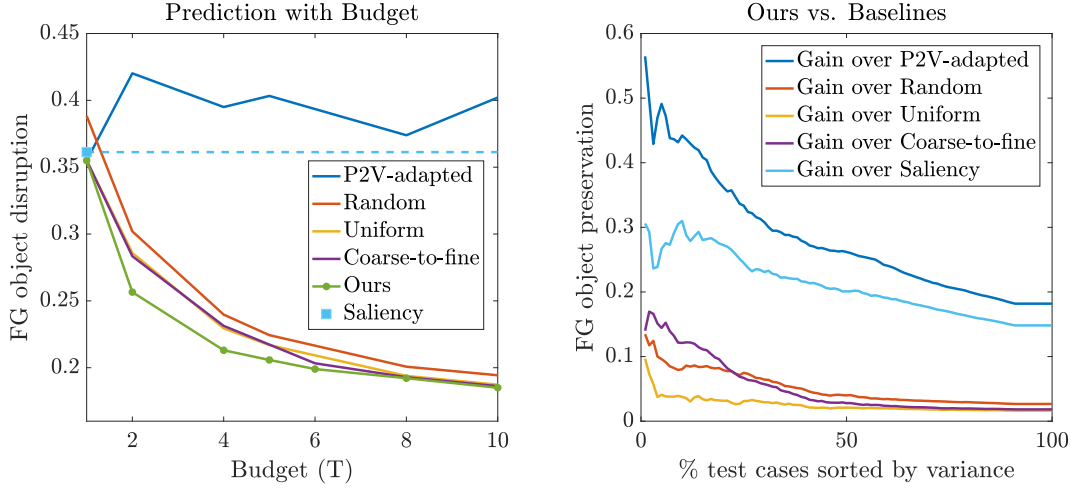 Prediction with Budget
FG object disruption
0.45
0.4
0.35
0.3
0.25
0.2
P2V-adapted
Random
Uniform
Coarse-to-fine
Ours
Saliency
2 4 6 8 10
Budget (T)
Ours vs. Baselines
FG object preservation
0.6
0.5
0.4
0.3
0.2
0.1
0
Gain over P2V-adapted
Gain over Random
Gain over Uniform
Gain over Coarse-to-fine
Gain over Saliency
0 50 100
% test cases sorted by variance